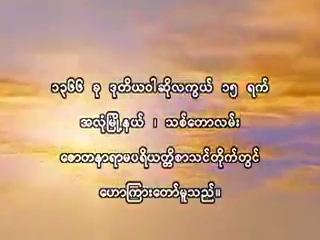 ၁၃၆၆ ခု ဒုတိယဝါဆိုလကွယ် ၁၅ ရက်
အလုံမြို့နယ် ၊ သစ်တောလမ်း
ဇောတနာရာမပရိယတ္တိစာသင်တိုက်တွင်
ဟောကြားတော်မူသည်။